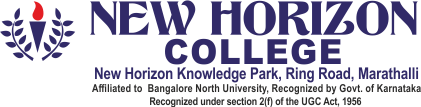 NEW HORIZON
COLLEGE
New Horizon Knowledge Park, Ring Road, Marathalli
Affiliated to Bangalore North University, Recognized by Govt. of Karnataka
Recognized under section 2(f) of the UGC Act, 1956